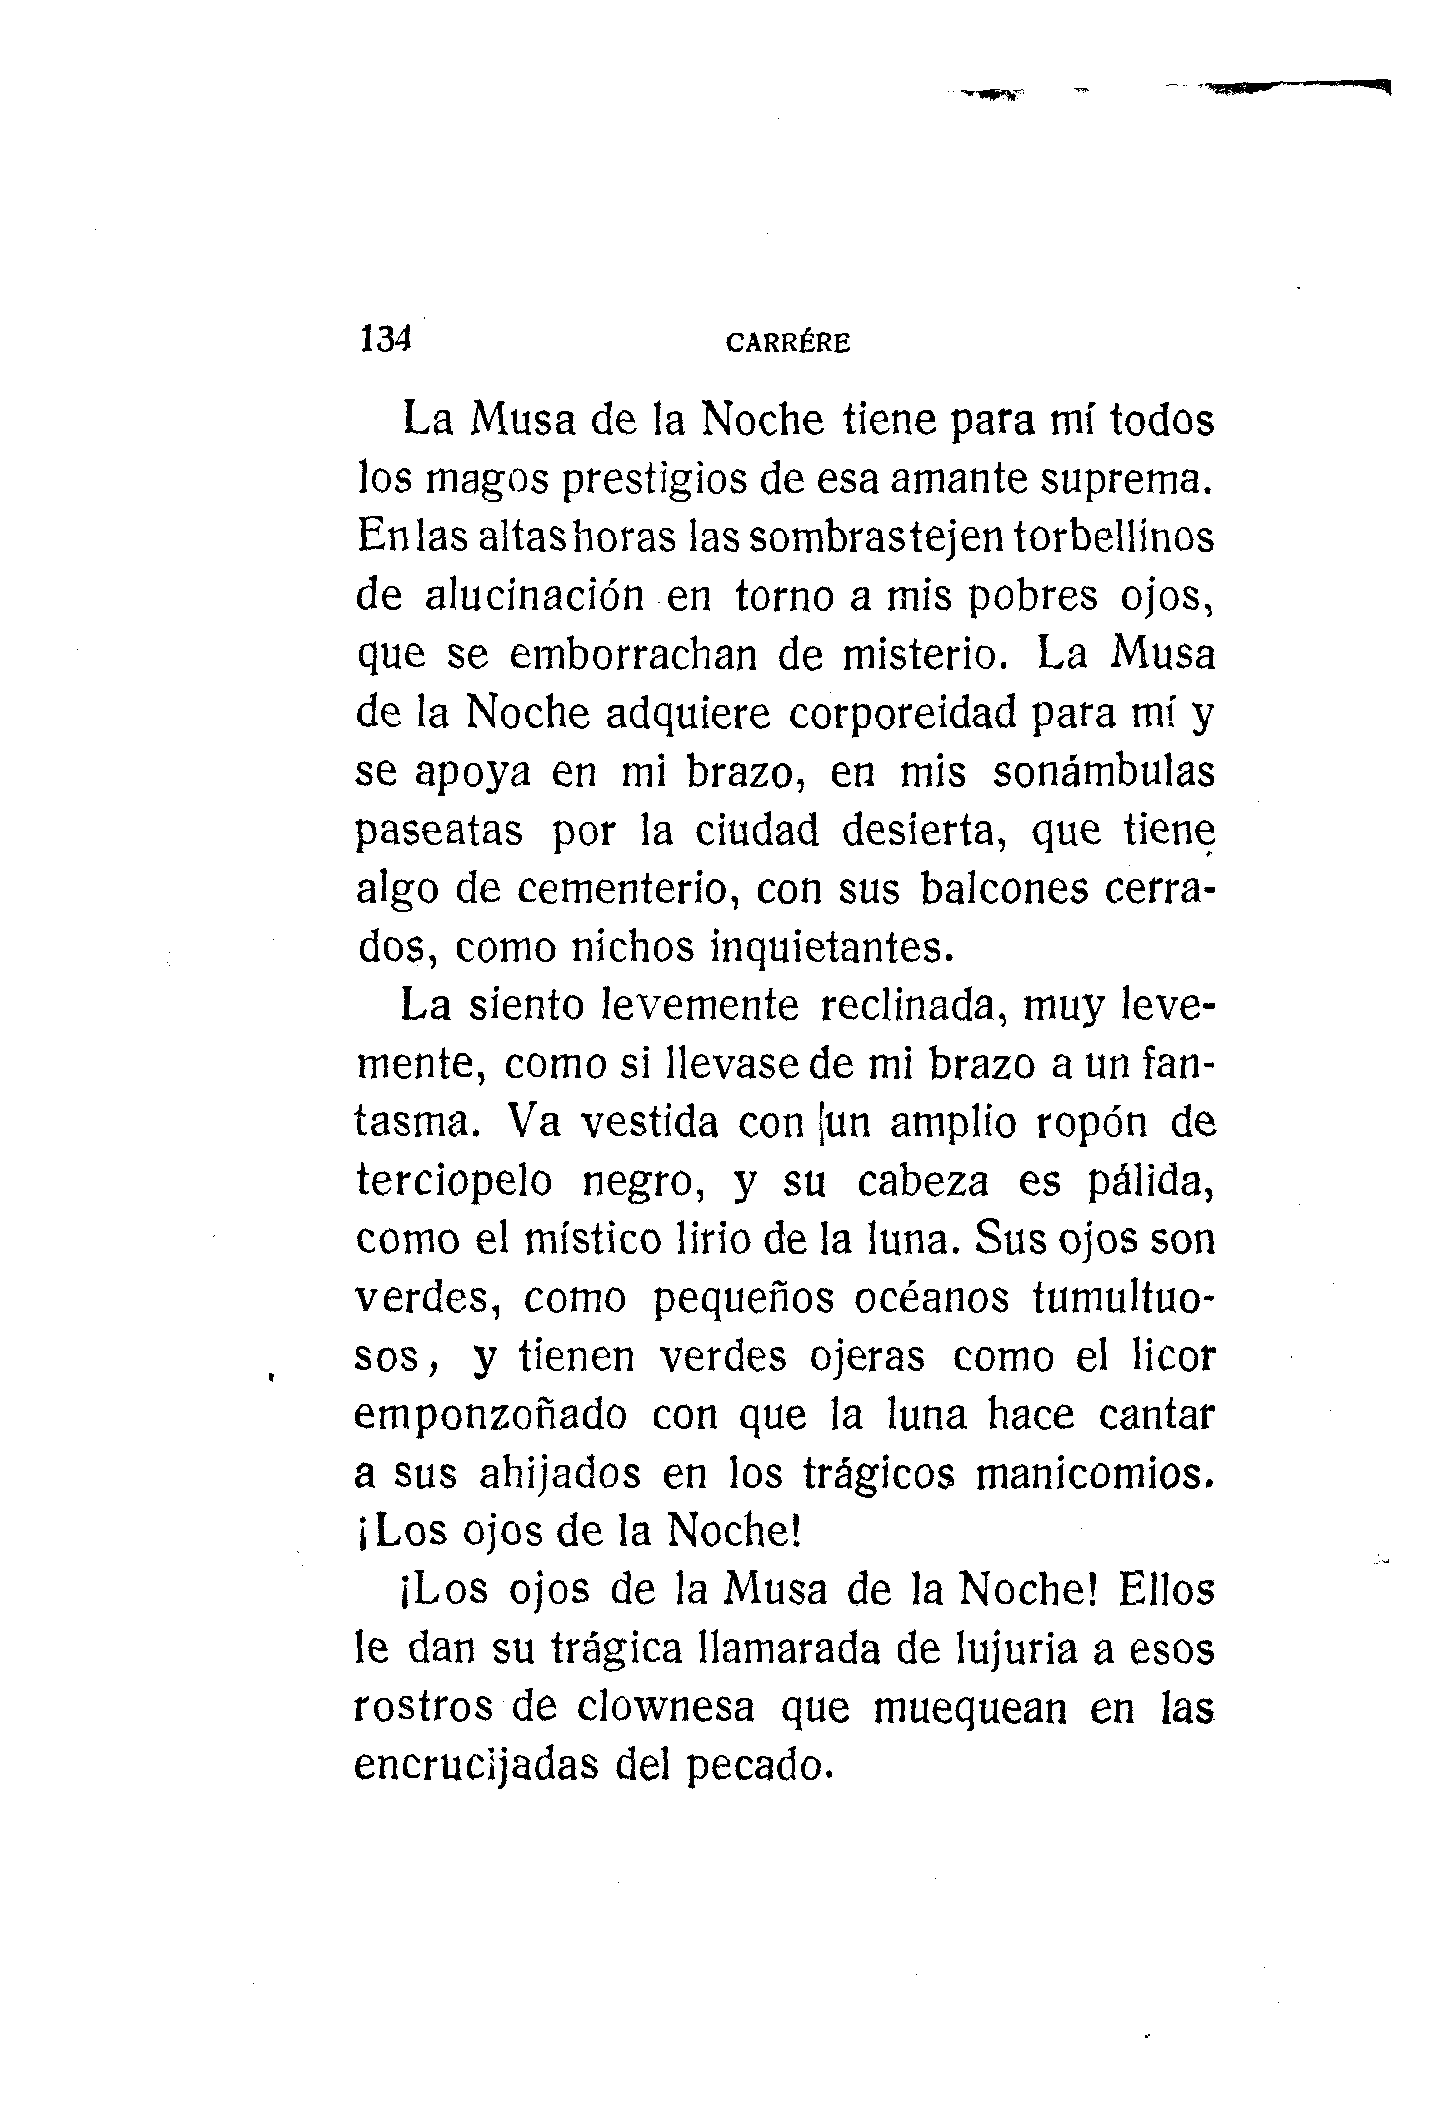 134 CARRÉRE
La Musa de la Noche tiene para mí todos
los magos prestigios de esa amante suprema.
En las altas horas las sombras tejen torbellinos
de alucinación en torno a mis pobres ojos,
que se emborrachan de misterio. La Musa
de la Noche adquiere corporeidad para mí y
se apoya en mi brazo, en mis sonámbulas
paseatas por la ciudad desierta, que tiene
algo de cementerio, con sus balcones cerra-
dos, como nichos inquietantes.
La siento levemente reclinada, muy leve-
mente, como si llevase de mi brazo a un fan-
tasma. Va vestida con un amplio ropón de
terciopelo negro, y su cabeza es pálida,
como el místico lirio de la luna. Sus ojos son
verdes, como pequeños océanos tumultuo-
sos, y tienen verdes ojeras como el licor
emponzoñado con que la luna hace cantar
a sus ahijados en los trágicos manicomios.
¡Los ojos de la Noche!
¡Los ojos de la Musa de la Noche! Ellos
le dan su trágica llamarada de lujuria a esos
rostros de clownesa que muequean en las
encrucijadas del pecado.